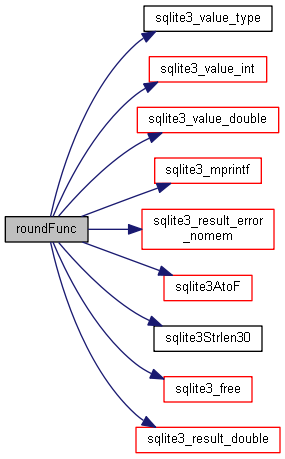 sqlite3_value_type
sqlite3_value_int
sqlite3_value_double
sqlite3_mprintf
roundFunc
sqlite3_result_error
_nomem
sqlite3AtoF
sqlite3Strlen30
sqlite3_free
sqlite3_result_double